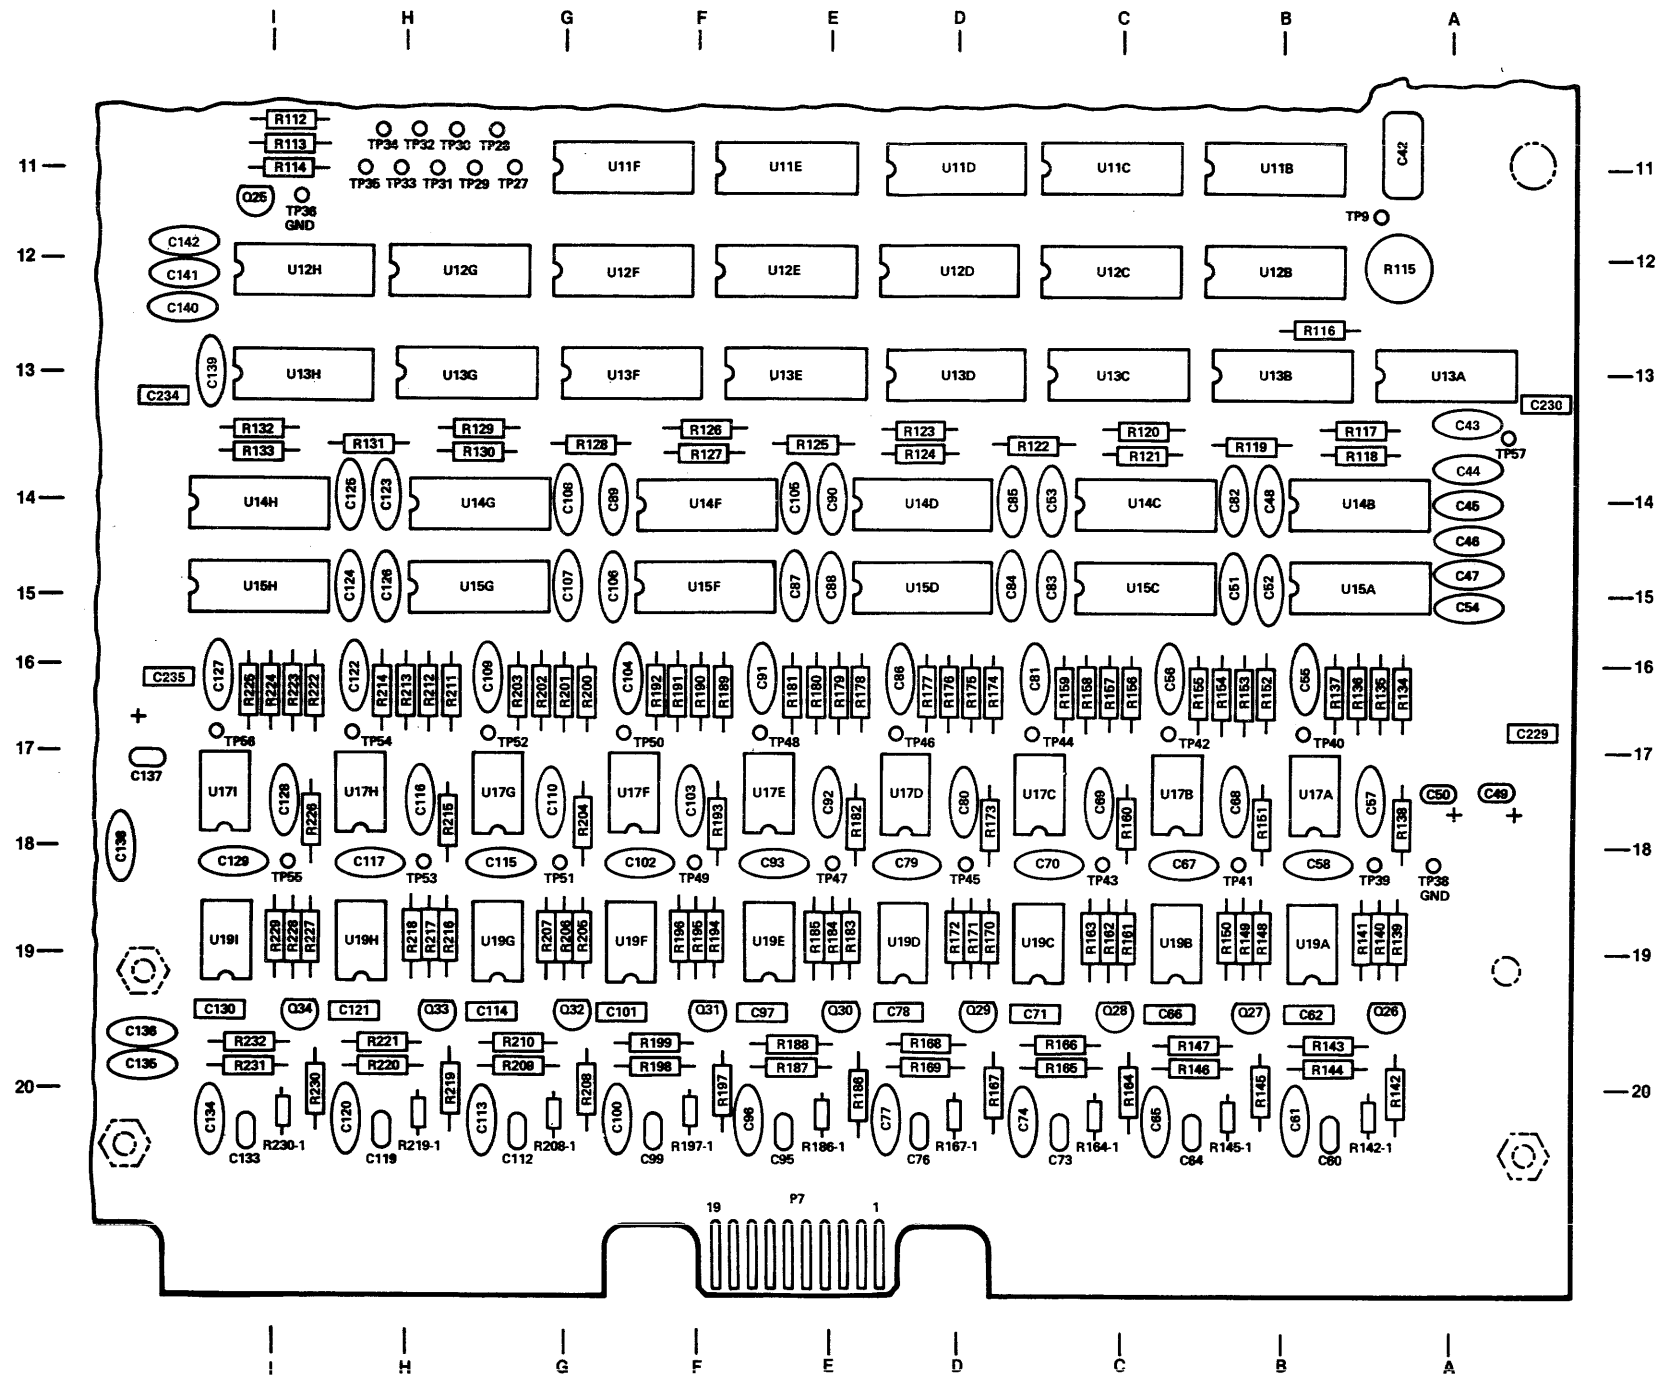 I H G F E D C B A
R112
TP34 TP32 TP30 TP28
R113
11 R114 U11F U11E U11D U11C U11B C42 11
TP35 TP33 TP31 TP29 TP27
Q25
TP36
GND
TP9
C142
12 C141 U12H U12G U12F U12E U12D U12C U12B R115 12
C140
R116
13 C139 U13H U13G U13F U13E U13D U13C U13B U13A 13
C234 C230
R132 R129 R126 R123 R120 R117 C43
R133 R131 R130 R128 R127 R125 R124 R122 R121 R119 R118 TP57
C44
14 U14H C125 C123 U14G C108 C89 U14F C105 C90 U14D C85 C53 U14C C82 C48 U14B C45 14
C46
15 U15H C124 C126 U15G C107 C106 U15F C87 C88 U15D C84 C83 U15C C51 C52 U15A C47 15
C54
16 C235 C127 R225 R224 R223 R222 C122 R214 R213 R212 R211 C109 R203 R202 R201 R200 C104 R192 R191 R190 R189 C91 R181 R180 R179 R178 C86 R177 R176 R175 R174 C81 R159 R158 R157 R156 C56 R155 R154 R153 R152 C55 R137 R136 R135 R134 16
+ TP56 TP54 TP52 TP50 TP48 TP46 TP44 TP42 TP40 C229
17 17
C137
U17I C128 R226 U17H C116 R215 U17G C110 R204 U17F C103 R193 U17E C92 R182 U17D C80 R173 U17C C69 R160 U17B C68 R151 U17A C57 R138 C50 C49
+ +
18 C138 C129 C117 C115 C102 C93 C79 C70 C67 C58 18
TP55 TP53 TP51 TP49 TP47 TP45 TP43 TP41 TP39 TP38
GND
19 U19I R229 R228 R227 U19H R218 R217 R216 U19G R207 R206 R205 U19F R196 R195 R194 U19E R185 R184 R183 U19D R172 R171 R170 U19C R163 R162 R161 U19B R150 R149 R148 U19A R141 R140 R139 19
C130 Q34 C121 Q33 C114 Q32 C101 Q31 C97 Q30 C78 Q29 C71 Q28 C66 Q27 C62 Q26
C136
R232 R221 R210 R199 R188 R168 R166 R147 R143
C135 R231 R220 R209 R198 R187 R169 R165 R146 R144
20 R230 R219 R208 R197 R186 R167 R164 R145 R142 20
C134 C120 C113 C100 C96 C77 C74 C65 C61
R230-1 R219-1 R208-1 R197-1 R186-1 R167-1 R164-1 R145-1 R142-1
C133 C119 C112 C99 C95 C76 C73 C64 C60
P7
19 1
I H G F E D C B A